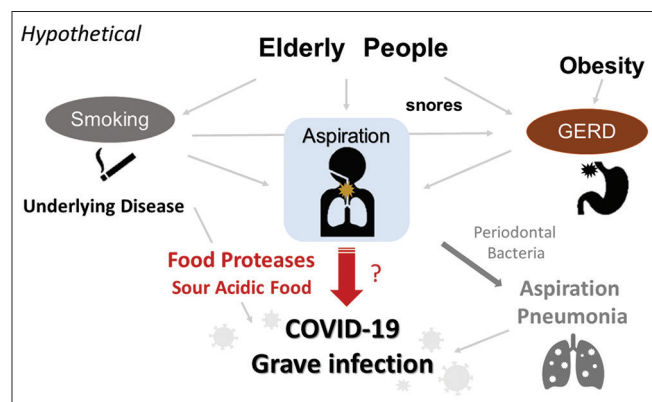 Hypothetical
Elderly People
Obesity
snores
Smoking
Aspiration
GERD
Underlying Disease
Periodontal
Bacteria
Food Proteases
Sour Acidic Food
?
Aspiration
Pneumonia
COVID-19
Grave infection